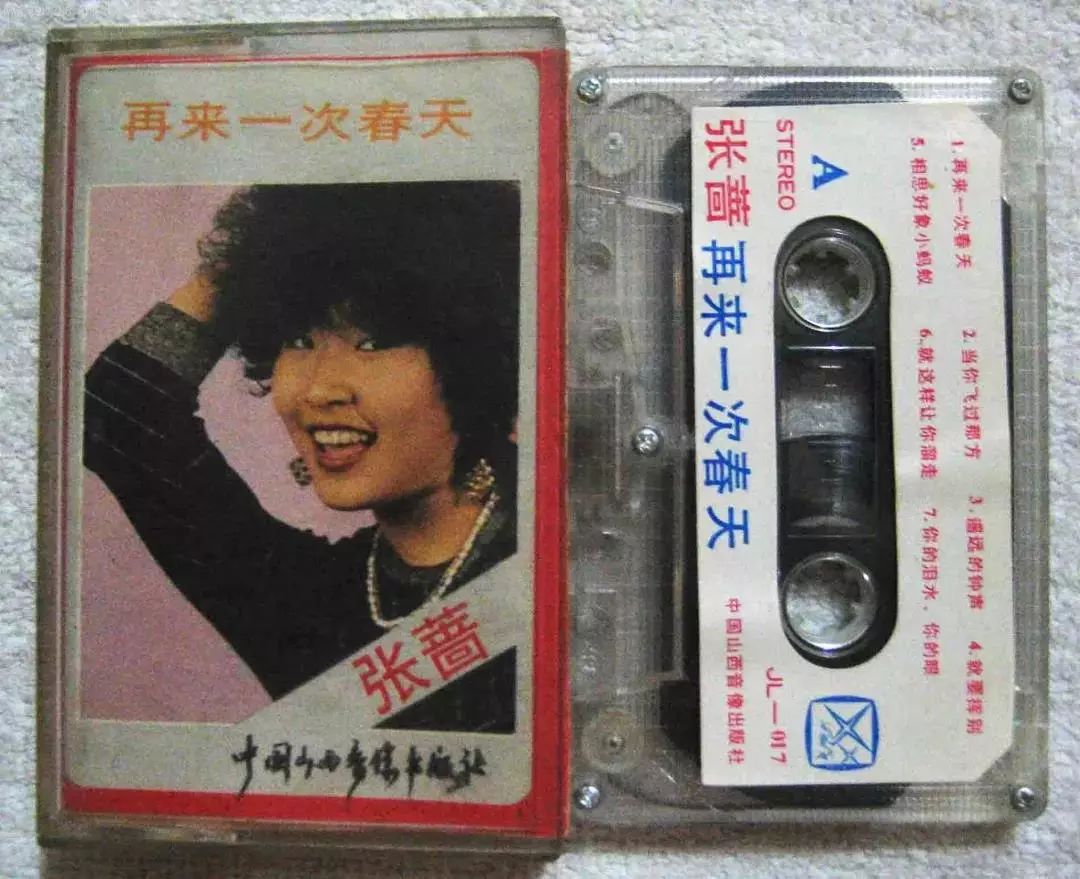 再来一次春天
张蔷
中国山西音像出版社
1.再来一次春天 2.当你飞过那方 3.遥远的钟声 4.就要挥别
5.相思好象小蚂蚁 6.就这样让你溜走 7.你的泪水,你的眼
A
STEREO
JL—017
张蔷 再来一次春天
中国山西音像出版社